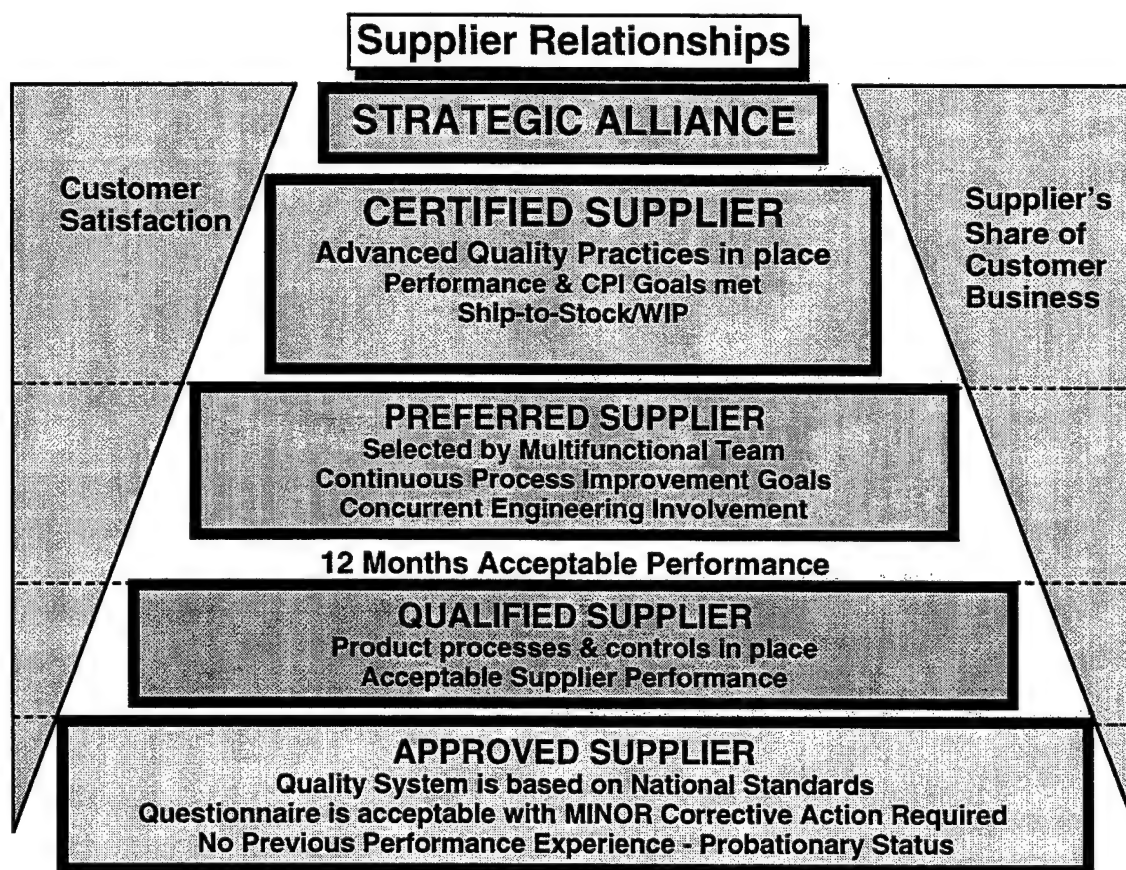 Supplier Relationships
STRATEGIC ALLIANCE
Customer
Satisfaction
CERTIFIED SUPPLIER
Advanced Quality Practices in place
Performance & CPI Goals met
Ship-to-Stock/WIP
Supplier's
Share of
Customer
Business
PREFERRED SUPPLIER
Selected by Multifunctional Team
Continuous Process Improvement Goals
Concurrent Engineering Involvement
12 Months Acceptable Performance
QUALIFIED SUPPLIER
Product processes & controls in place
Acceptable Supplier Performance
APPROVED SUPPLIER
Quality System is based on National Standards
Questionnaire is acceptable with MINOR Corrective Action Required
No Previous Performance Experience - Probationary Status